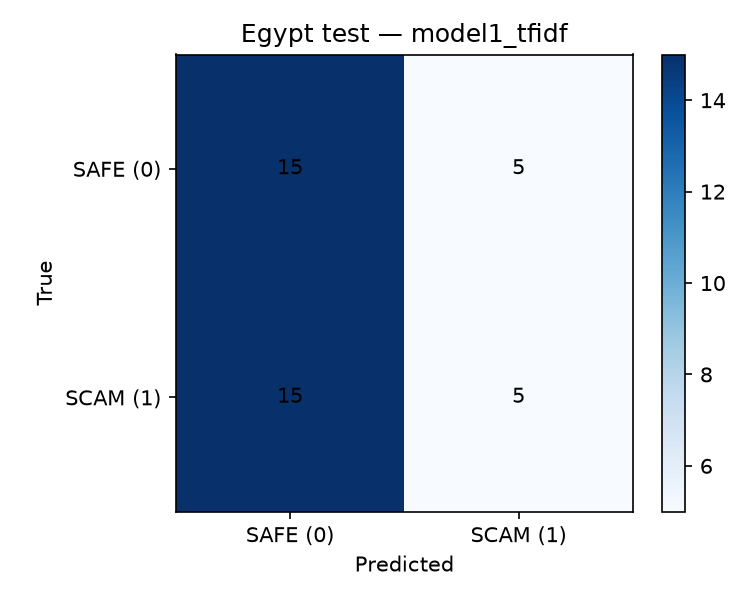 Egypt test — model1_tfidf
SAFE (0)
SCAM (1)
True
15
5
15
5
SAFE (0)
SCAM (1)
Predicted
14
12
10
8
6